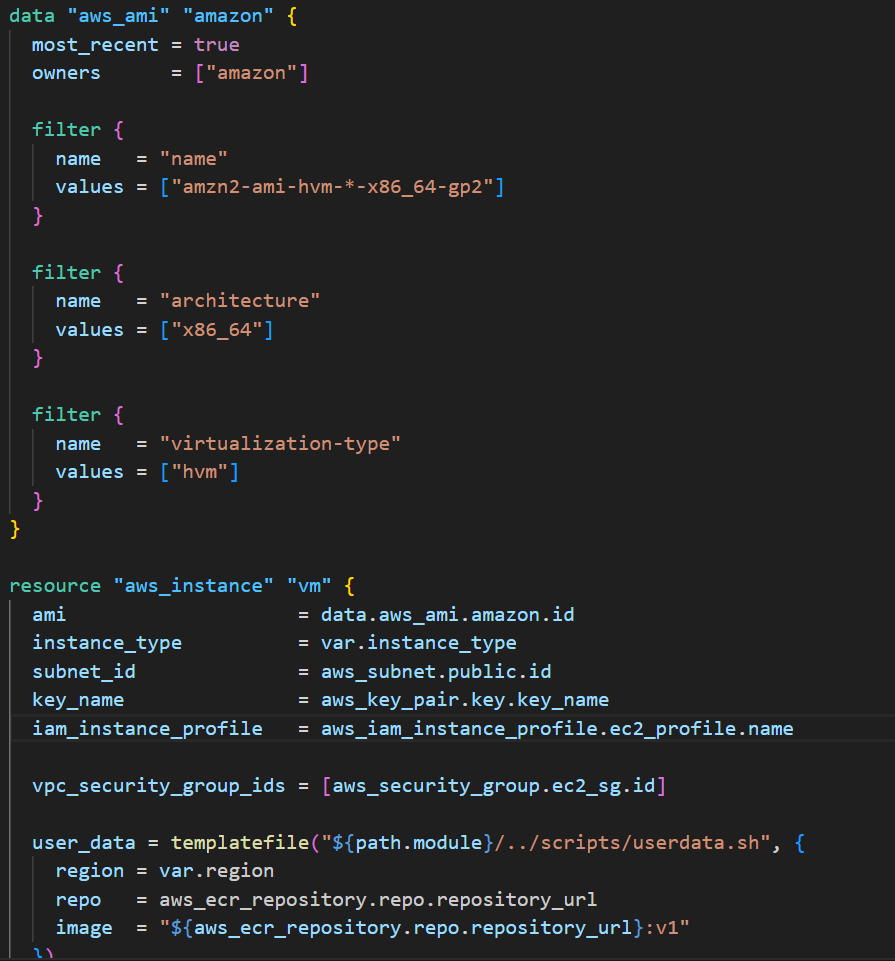 data "aws_ami" "amazon" {
  most_recent = true
  owners      = ["amazon"]

  filter {
    name   = "name"
    values = ["amzn2-ami-hvm-*-x86_64-gp2"]
  }

  filter {
    name   = "architecture"
    values = ["x86_64"]
  }

  filter {
    name   = "virtualization-type"
    values = ["hvm"]
  }
}

resource "aws_instance" "vm" {
  ami                    = data.aws_ami.amazon.id
  instance_type          = var.instance_type
  subnet_id              = aws_subnet.public.id
  key_name               = aws_key_pair.key.key_name
  iam_instance_profile   = aws_iam_instance_profile.ec2_profile.name

  vpc_security_group_ids = [aws_security_group.ec2_sg.id]

  user_data = templatefile("${path.module}/../scripts/userdata.sh", {
    region = var.region
    repo   = aws_ecr_repository.repo.repository_url
    image  = "${aws_ecr_repository.repo.repository_url}:v1"
  })